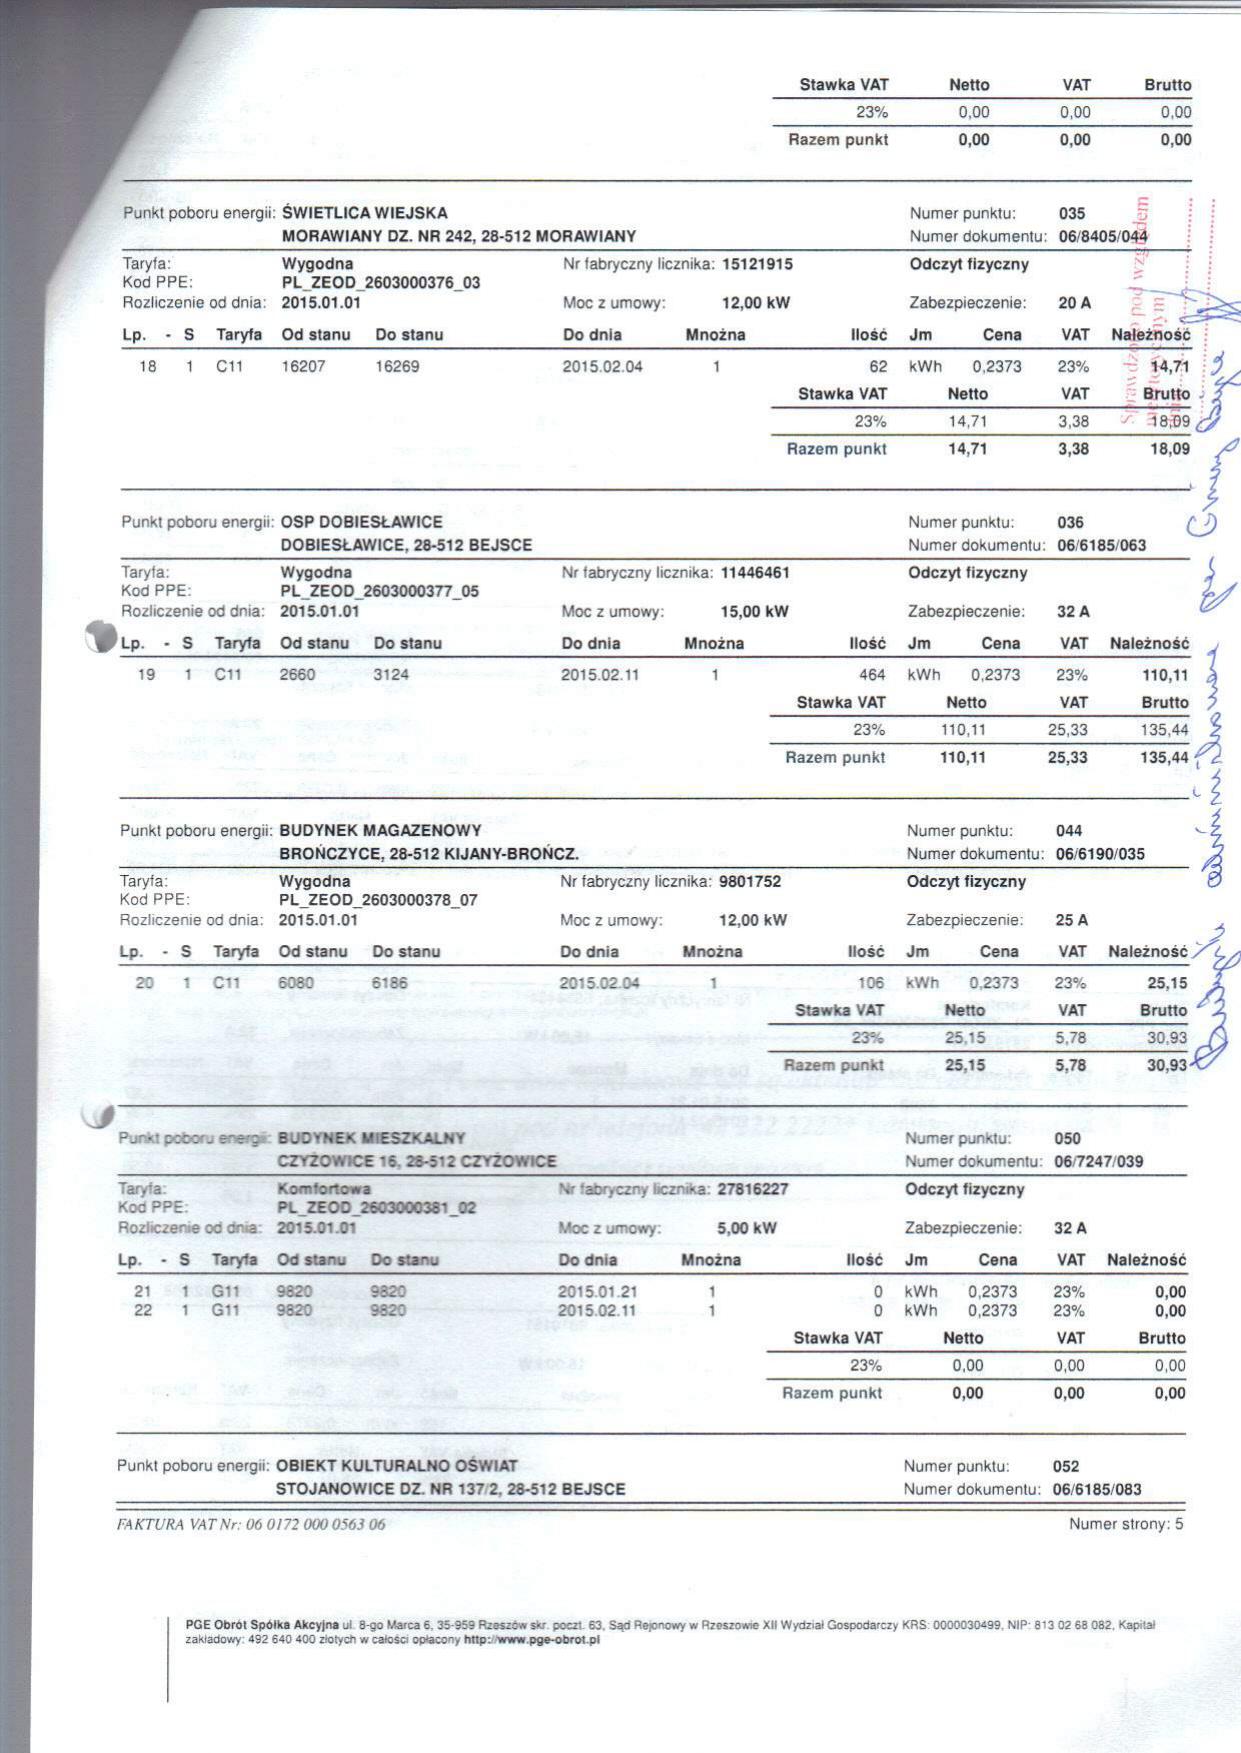 Stawka VAT Netto VAT Brutto
23% 0,00 0,00 0,00
Razem punkt 0,00 0,00 0,00
Punkt poboru energii: ŚWIETLICA WIEJSKA Numer punktu: 035
MORAWIANY DZ. NR 242, 28-512 MORAWIANY Numer dokumentu: 06/8405/044
Taryfa: Wygodna Nr fabryczny licznika: 15121915 Odczyt fizyczny
Kod PPE: PL_ZEOD_2603000376_03
Rozliczenie od dnia: 2015.01.01 Moc z umowy: 12,00 kW Zabezpieczenie: 20 A
Lp. - S Taryfa Od stanu Do stanu Do dnia Mnożna Ilość Jm Cena VAT Należność
18 1 C11 16207 16269 2015.02.04 1 62 kWh 0,2373 23% 14,71
Stawka VAT Netto VAT Brutto
23% 14,71 3,38 18,09
Razem punkt 14,71 3,38 18,09
Sprawdzono pod względem
merytorycznym
dnia
Punkt poboru energii: OSP DOBIESŁAWICE Numer punktu: 036
DOBIESŁAWICE, 28-512 BEJSCE Numer dokumentu: 06/6185/063
Taryfa: Wygodna Nr fabryczny licznika: 11446461 Odczyt fizyczny
Kod PPE: PL_ZEOD_2603000377_05
Rozliczenie od dnia: 2015.01.01 Moc z umowy: 15,00 kW Zabezpieczenie: 32 A
Lp. - S Taryfa Od stanu Do stanu Do dnia Mnożna Ilość Jm Cena VAT Należność
19 1 C11 2660 3124 2015.02.11 1 464 kWh 0,2373 23% 110,11
Stawka VAT Netto VAT Brutto
23% 110,11 25,33 135,44
Razem punkt 110,11 25,33 135,44
Punkt poboru energii: BUDYNEK MAGAZENOWY Numer punktu: 044
BROŃCZYCE, 28-512 KIJANY-BROŃCZ. Numer dokumentu: 06/6190/035
Taryfa: Wygodna Nr fabryczny licznika: 9801752 Odczyt fizyczny
Kod PPE: PL_ZEOD_2603000378_07
Rozliczenie od dnia: 2015.01.01 Moc z umowy: 12,00 kW Zabezpieczenie: 25 A
Lp. - S Taryfa Od stanu Do stanu Do dnia Mnożna Ilość Jm Cena VAT Należność
20 1 C11 6080 6186 2015.02.04 1 106 kWh 0,2373 23% 25,15
Stawka VAT Netto VAT Brutto
23% 25,15 5,78 30,93
Razem punkt 25,15 5,78 30,93
Punkt poboru energii: BUDYNEK MIESZKALNY Numer punktu: 050
CZYŻOWICE 16, 28-512 CZYŻOWICE Numer dokumentu: 06/7247/039
Taryfa: Komfortowa Nr fabryczny licznika: 27816227 Odczyt fizyczny
Kod PPE: PL_ZEOD_2603000381_02
Rozliczenie od dnia: 2015.01.01 Moc z umowy: 5,00 kW Zabezpieczenie: 32 A
Lp. - S Taryfa Od stanu Do stanu Do dnia Mnożna Ilość Jm Cena VAT Należność
21 1 G11 9820 9820 2015.01.21 1 0 kWh 0,2373 23% 0,00
22 1 G11 9820 9820 2015.02.11 1 0 kWh 0,2373 23% 0,00
Stawka VAT Netto VAT Brutto
23% 0,00 0,00 0,00
Razem punkt 0,00 0,00 0,00
Punkt poboru energii: OBIEKT KULTURALNO OŚWIAT Numer punktu: 052
STOJANOWICE DZ. NR 137/2, 28-512 BEJSCE Numer dokumentu: 06/6185/083
FAKTURA VAT Nr: 06 0172 000 0563 06 Numer strony: 5
PGE Obrót Spółka Akcyjna ul. 8-go Marca 6, 35-959 Rzeszów skr. poczt. 63, Sąd Rejonowy w Rzeszowie XII Wydział Gospodarczy KRS: 0000030499, NIP: 813 02 68 082, Kapitał
zakładowy: 492 640 400 złotych w całości opłacony http://www.pge-obrot.pl